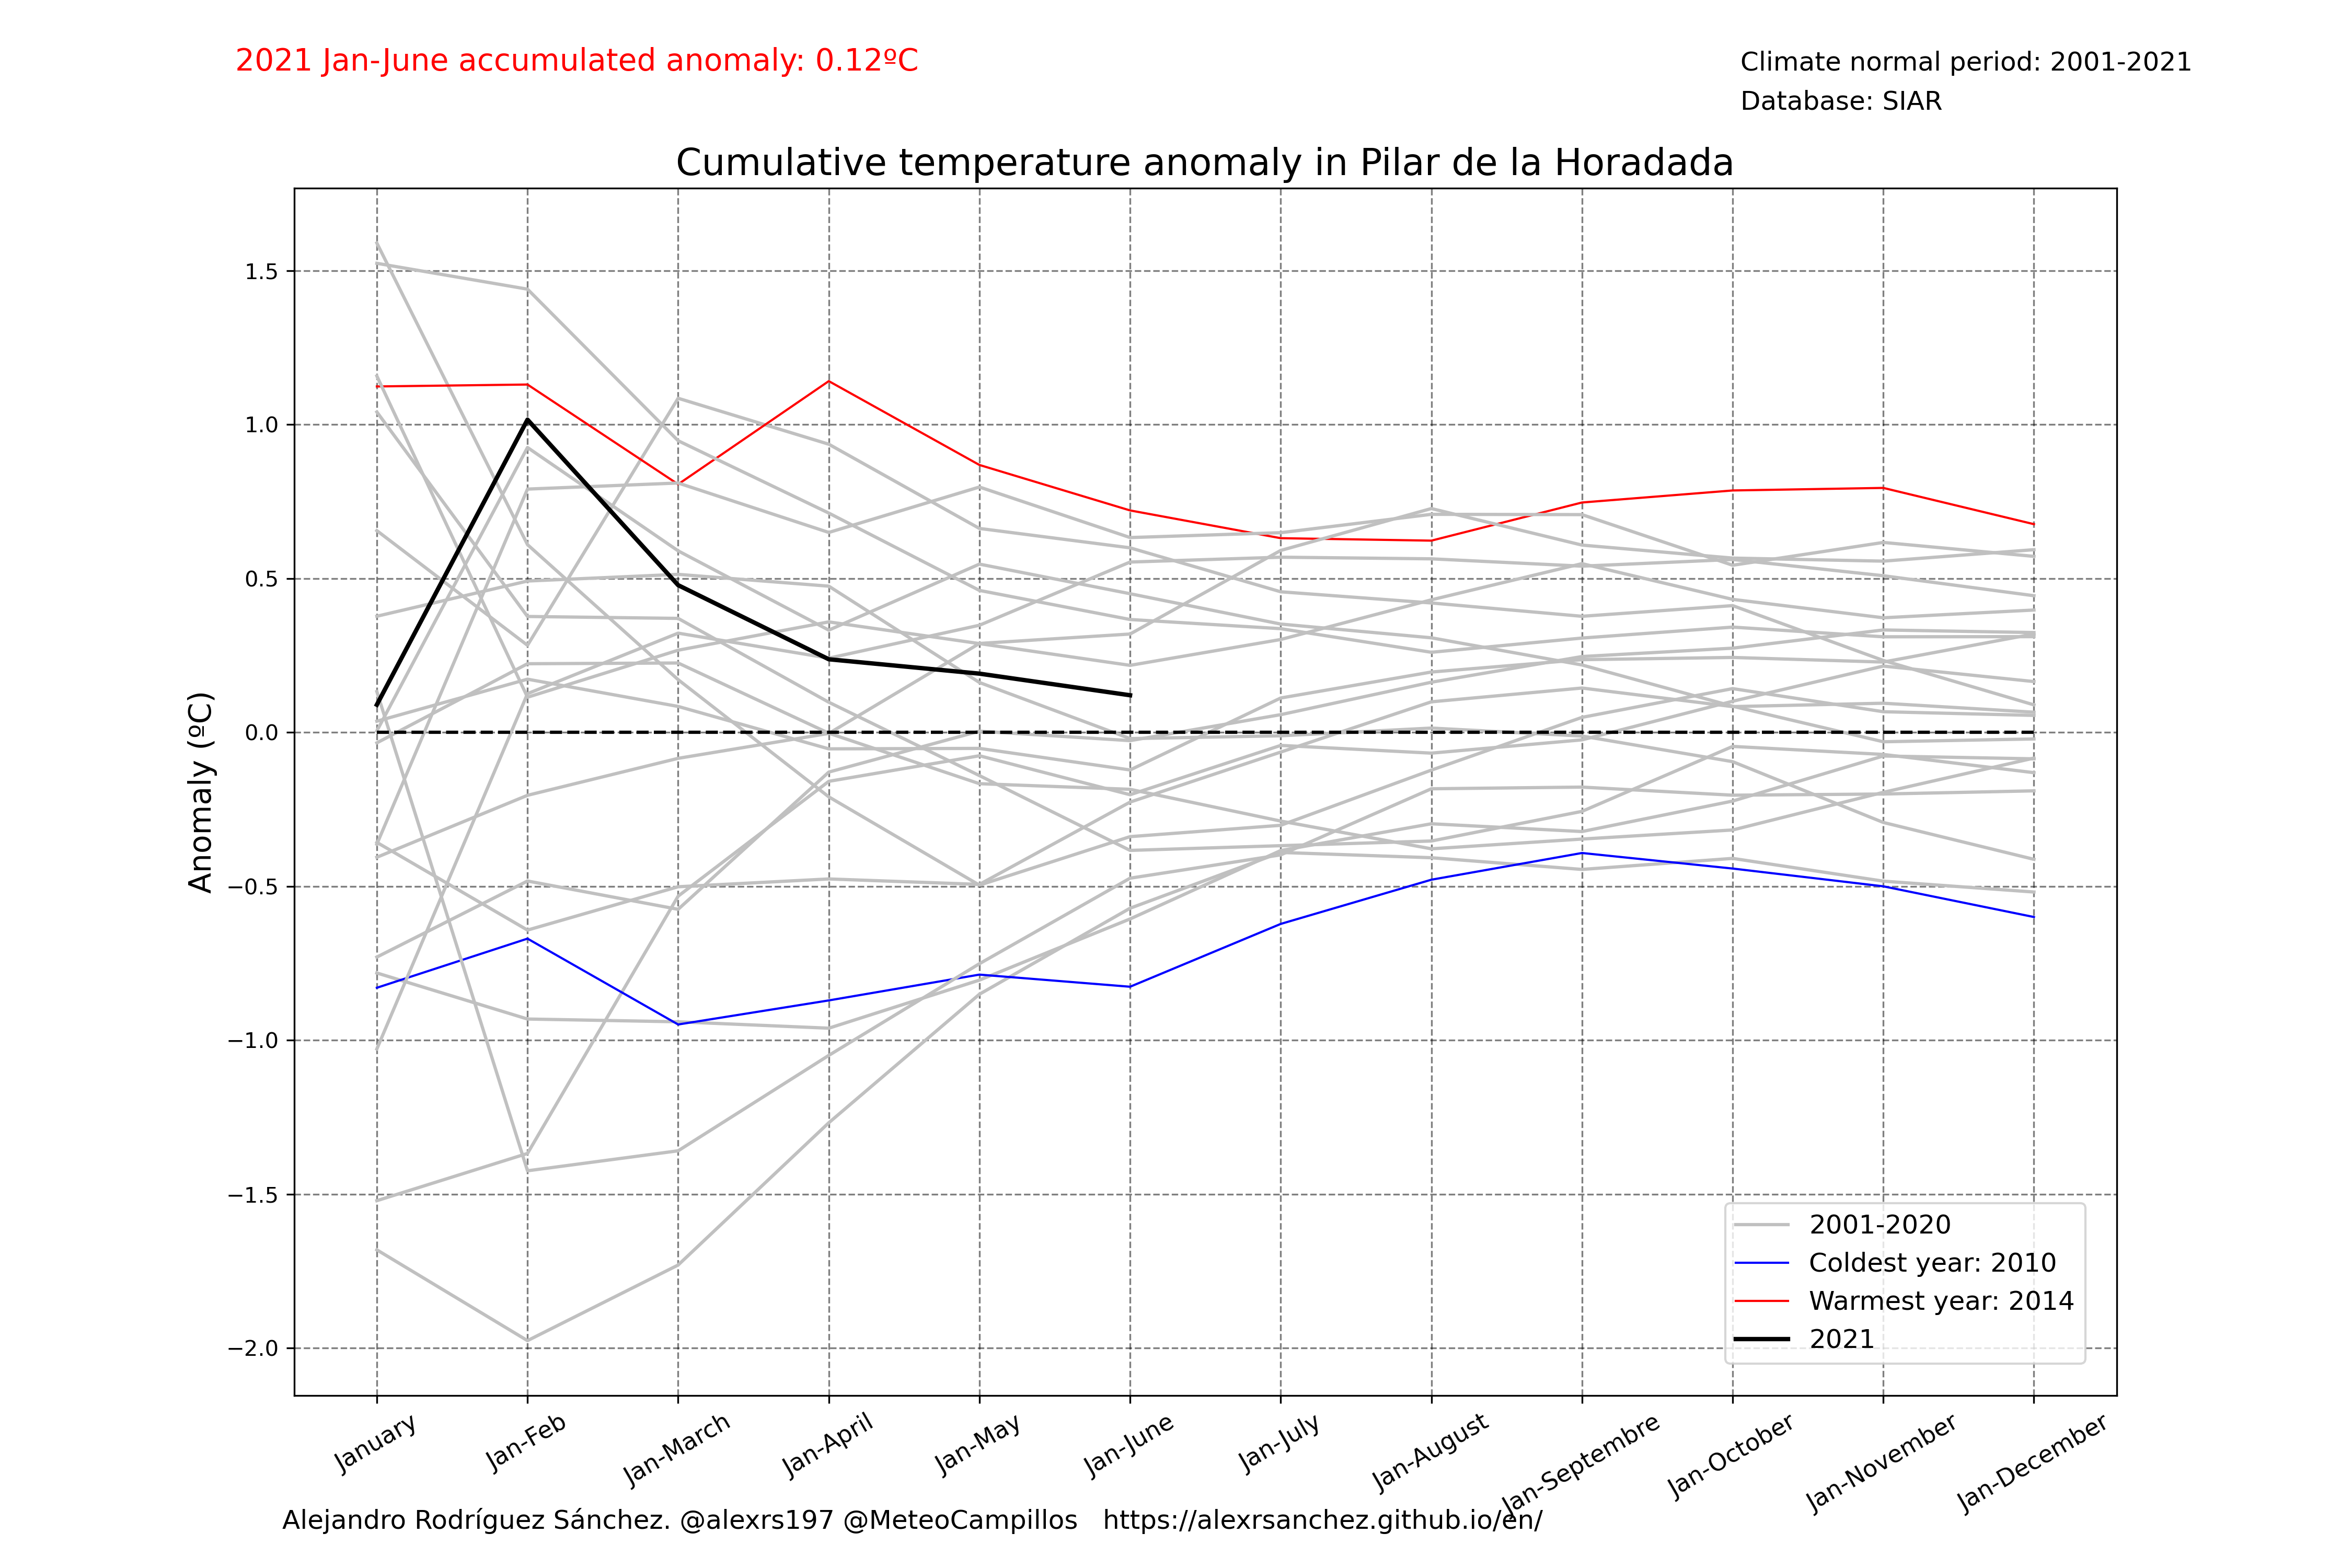 2021 Jan-June accumulated anomaly: 0.12ºC
Climate normal period: 2001-2021
Database: SIAR
Cumulative temperature anomaly in Pilar de la Horadada
Anomaly (ºC)
1.5
1.0
0.5
0.0
−0.5
−1.0
−1.5
−2.0
2001-2020
Coldest year: 2010
Warmest year: 2014
2021
January
Jan-Feb
Jan-March
Jan-April
Jan-May
Jan-June
Jan-July
Jan-August
Jan-Septembre
Jan-October
Jan-November
Jan-December
Alejandro Rodríguez Sánchez. @alexrs197 @MeteoCampillos   https://alexrsanchez.github.io/en/